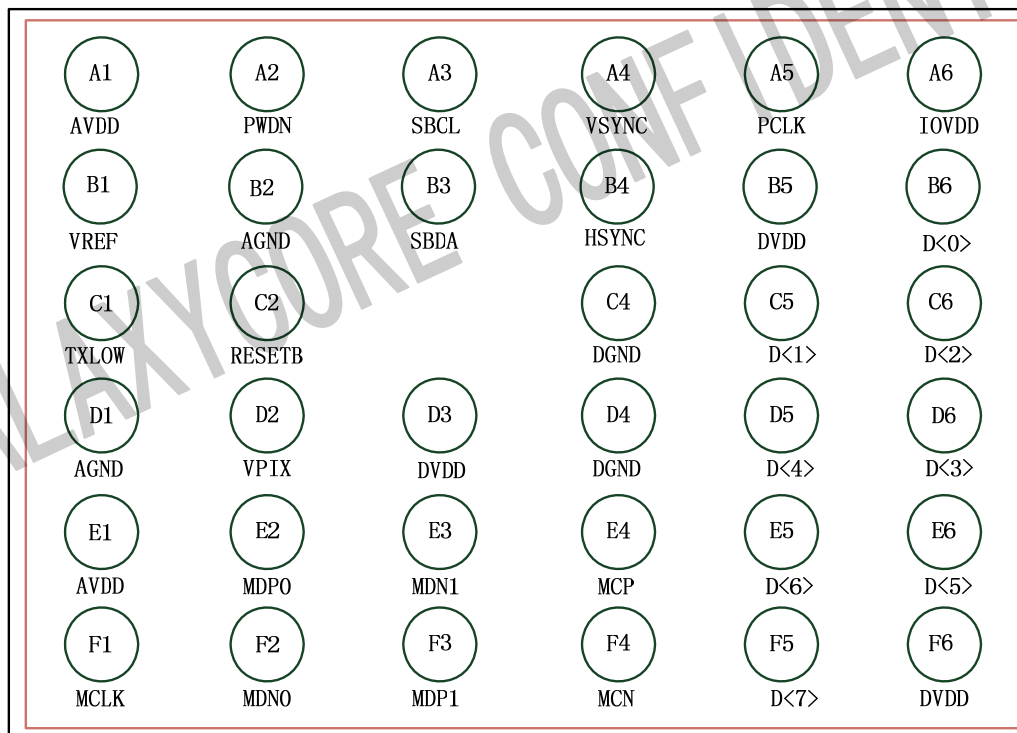 A1 A2 A3 A4 A5 A6
AVDD PWDN SBCL VSYNC PCLK IOVDD
B1 B2 B3 B4 B5 B6
VREF AGND SBDA HSYNC DVDD D<0>
C1 C2 C4 C5 C6
TXLOW RESETB DGND D<1> D<2>
D1 D2 D3 D4 D5 D6
AGND VPIX DVDD DGND D<4> D<3>
E1 E2 E3 E4 E5 E6
AVDD MDP0 MDN1 MCP D<6> D<5>
F1 F2 F3 F4 F5 F6
MCLK MDN0 MDP1 MCN D<7> DVDD
ALAXYCORE CONFIDENT